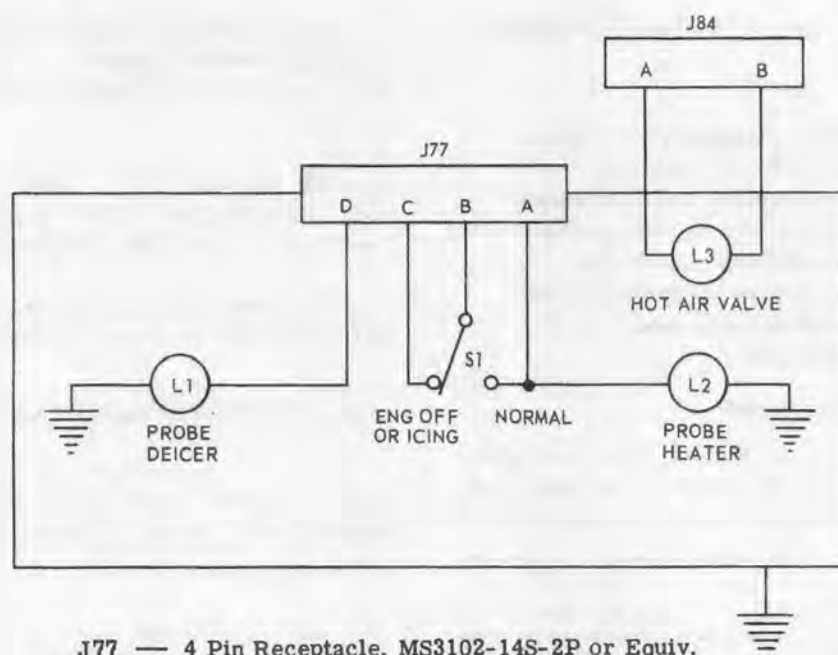 J84
A B
J77
D C B A
L3
HOT AIR VALVE
S1
L1
L2
ENG OFF
OR ICING
NORMAL
PROBE
DEICER
PROBE
HEATER
J77 — 4 Pin Receptacle, MS3102-14S-2P or Equiv.